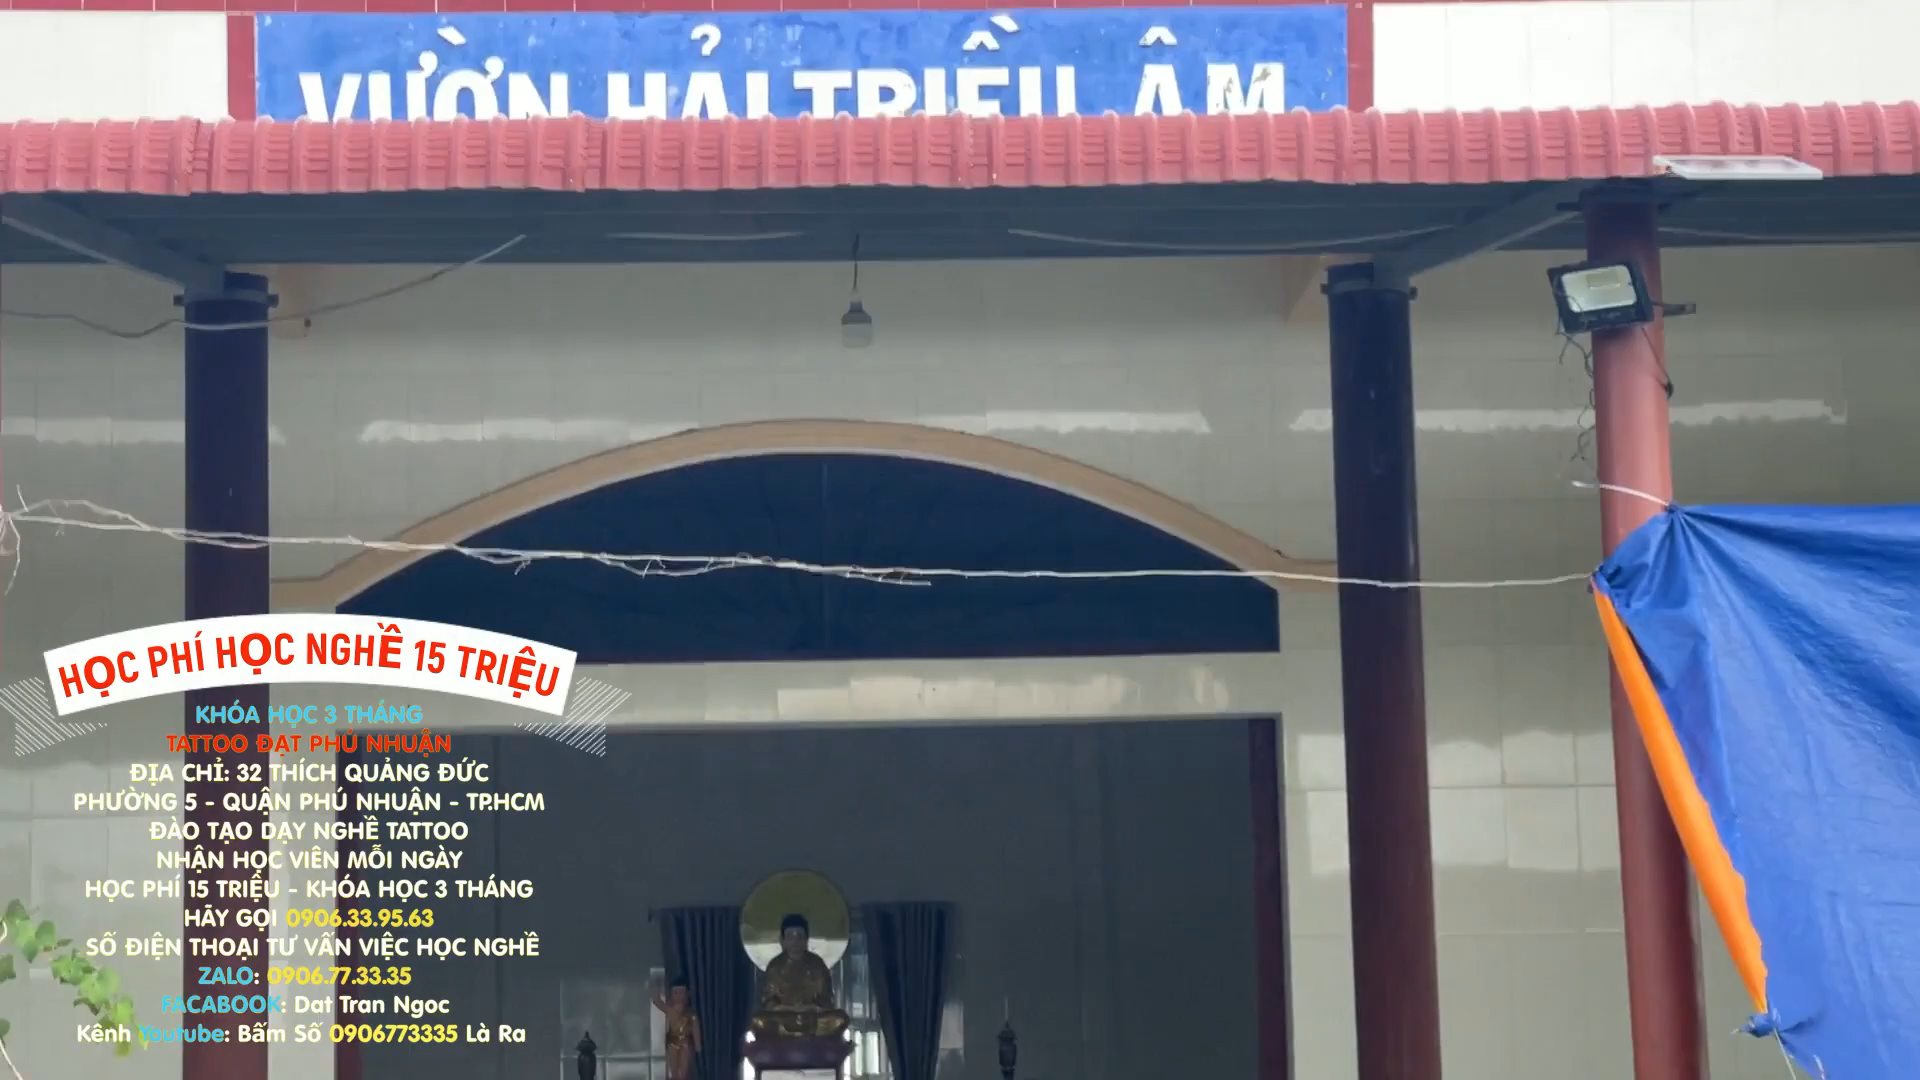 VƯỜN HẢI TRIỀU ÂM
HỌC PHÍ HỌC NGHỀ 15 TRIỆU
KHÓA HỌC 3 THÁNG
TATTOO ĐẠT PHÚ NHUẬN
ĐỊA CHỈ: 32 THÍCH QUẢNG ĐỨC
PHƯỜNG 5 - QUẬN PHÚ NHUẬN - TP.HCM
ĐÀO TẠO DẠY NGHỀ TATTOO
NHẬN HỌC VIÊN MỖI NGÀY
HỌC PHÍ 15 TRIỆU - KHÓA HỌC 3 THÁNG
HÃY GỌI 0906.33.95.63
SỐ ĐIỆN THOẠI TƯ VẤN VIỆC HỌC NGHỀ
ZALO: 0906.77.33.35
FACABOOK: Dat Tran Ngoc
Kênh Youtube: Bấm Số 0906773335 Là Ra